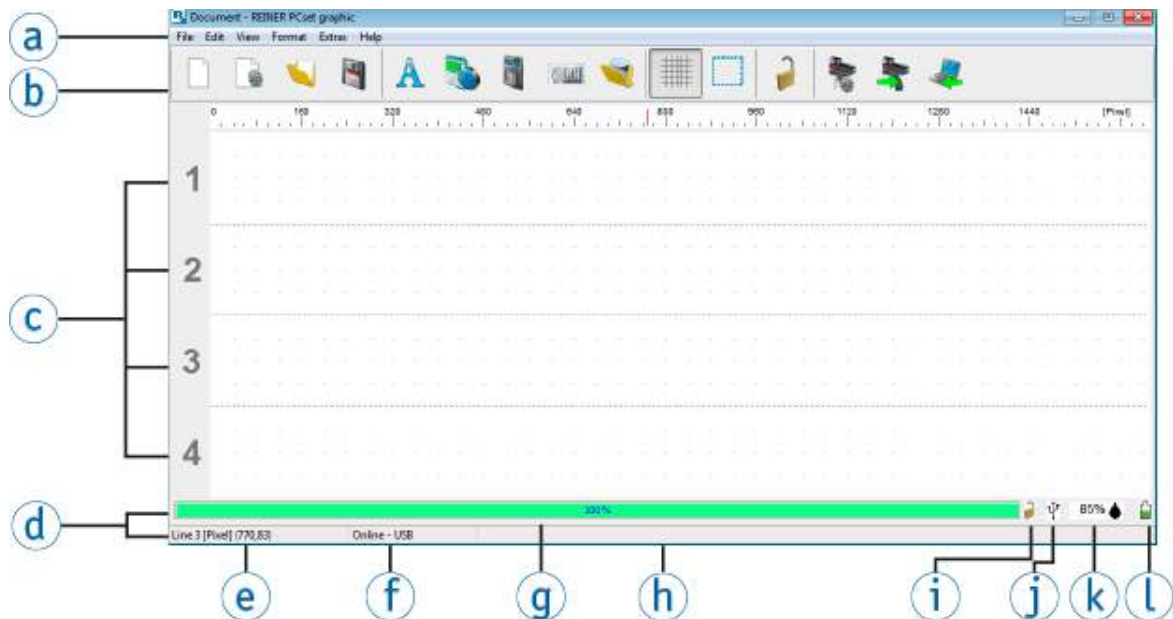 Document - REINER PCset graphic
a
File Edit View Format Extras Help
b
0 160 320 480 640 800 960 1120 1280 1440 [Pixel]
1
2
c
3
4
d
100%
85%
Line 3 [Pixel] (770,83) Online - USB
e f g h i j k l